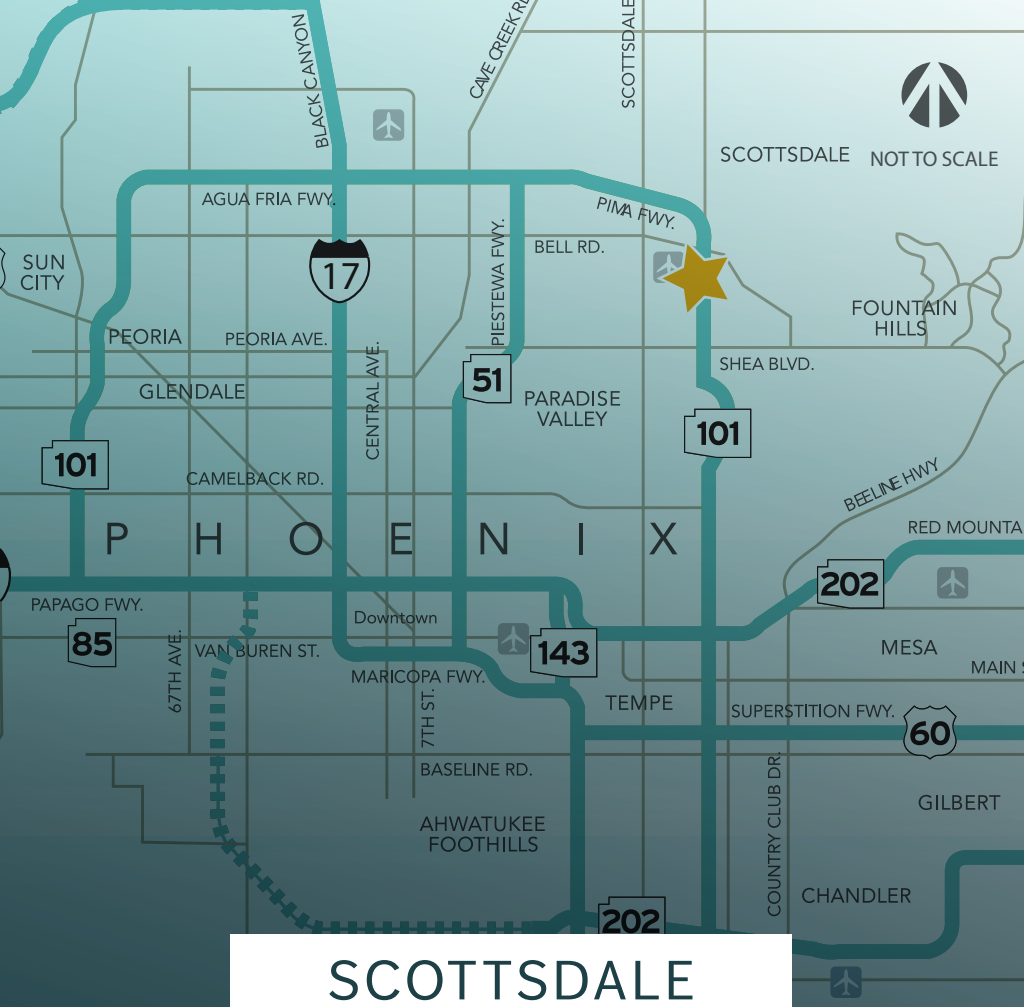 BLACK CANYON
CAVE CREEK RD
SCOTTSDALE
SCOTTSDALE
NOT TO SCALE
AGUA FRIA FWY.
PIMA FWY.
PIESTEWA FWY.
BELL RD.
SUN
CITY
17
FOUNTAIN
HILLS
PEORIA
PEORIA AVE.
CENTRAL AVE.
SHEA BLVD.
51
GLENDALE
PARADISE
VALLEY
101
101
CAMELBACK RD.
BEELINE HWY
PHOENIX
RED MOUNTA
202
PAPAGO FWY.
Downtown
85
67TH AVE.
VAN BUREN ST.
143
MESA
MAIN S
MARICOPA FWY.
7TH ST.
TEMPE
SUPERSTITION FWY.
60
BASELINE RD.
COUNTRY CLUB DR.
GILBERT
AHWATUKEE
FOOTHILLS
CHANDLER
202
SCOTTSDALE